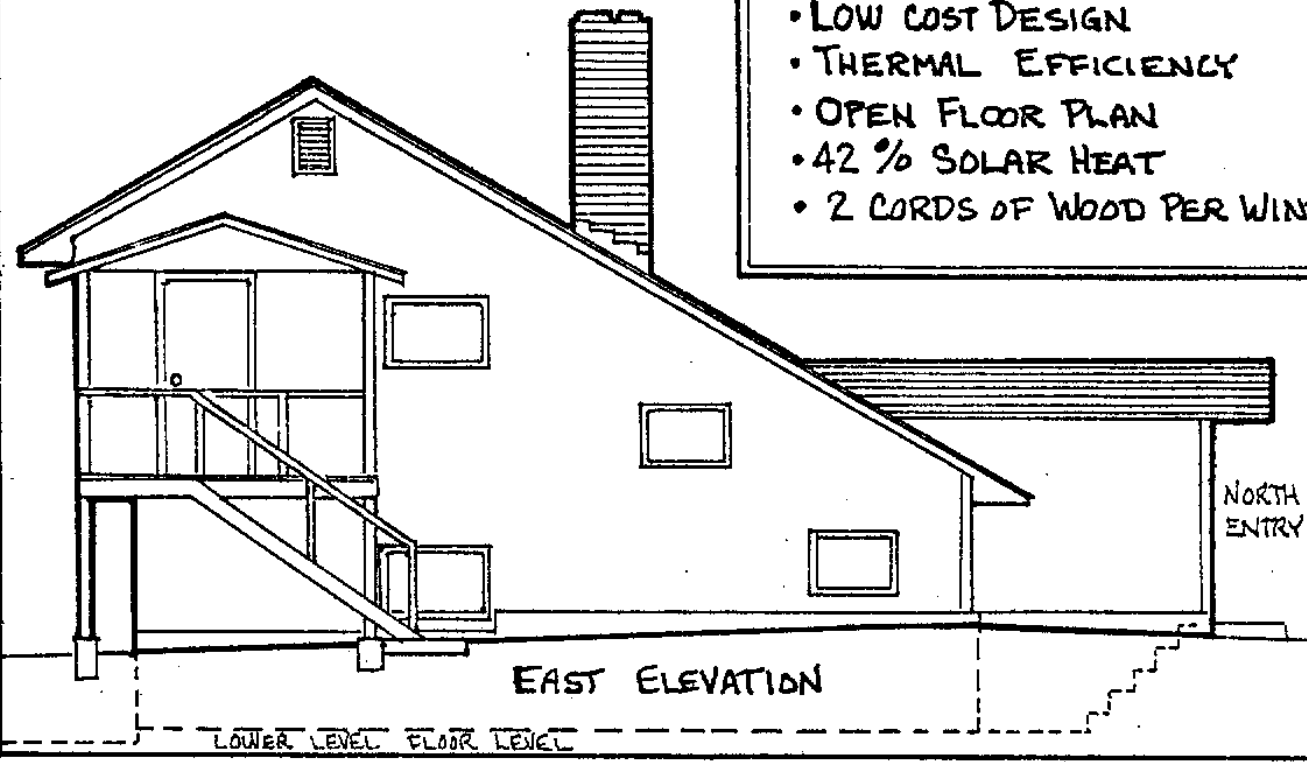 • LOW COST DESIGN
• THERMAL EFFICIENCY
• OPEN FLOOR PLAN
• 42 % SOLAR HEAT
• 2 CORDS OF WOOD PER WIN
NORTH
ENTRY
EAST ELEVATION
LOWER LEVEL FLOOR LEVEL